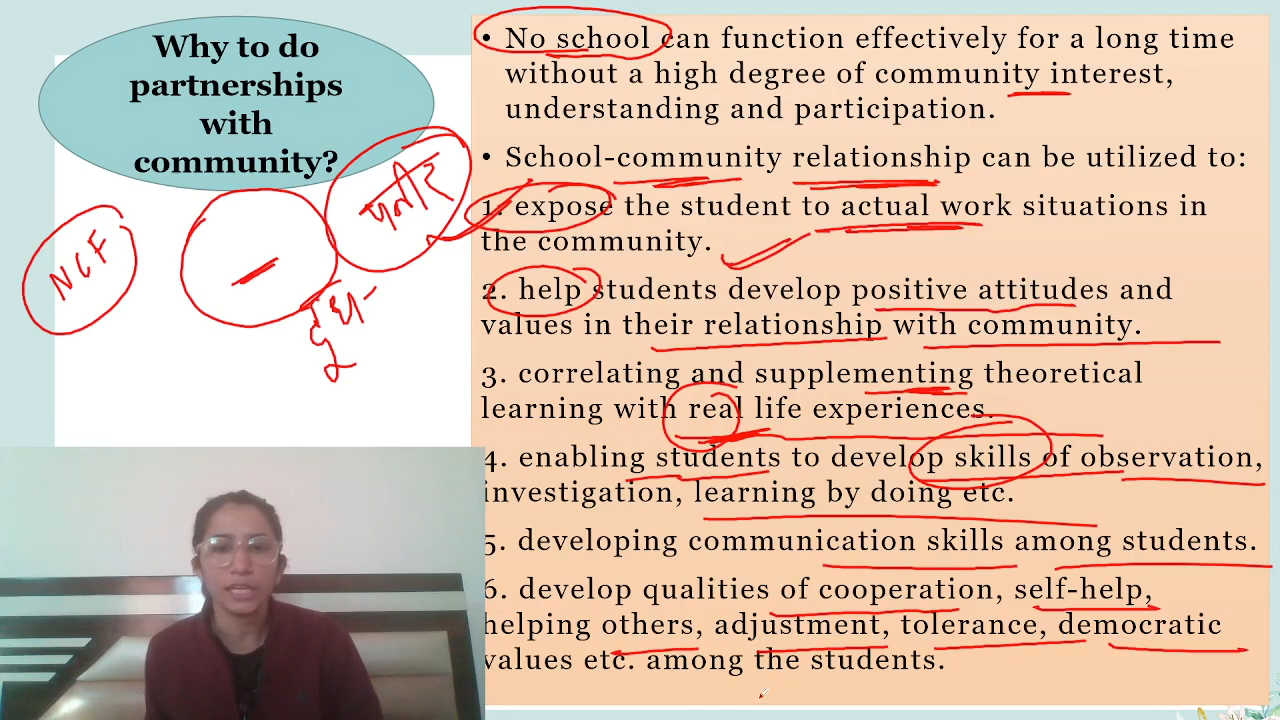 Why to do
partnerships
with
community?
NCF
• No school can function effectively for a long time
without a high degree of community interest,
understanding and participation.
• School-community relationship can be utilized to:
1. expose the student to actual work situations in
the community.
2. help students develop positive attitudes and
values in their relationship with community.
3. correlating and supplementing theoretical
learning with real life experiences.
4. enabling students to develop skills of observation,
investigation, learning by doing etc.
5. developing communication skills among students.
6. develop qualities of cooperation, self-help,
helping others, adjustment, tolerance, democratic
values etc. among the students.